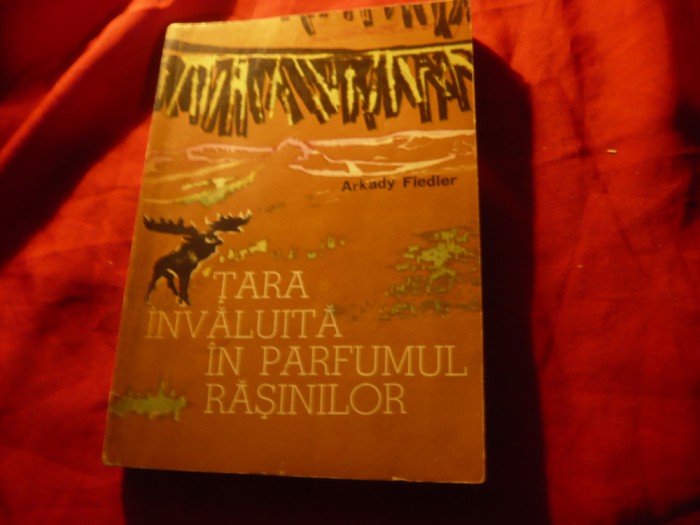 Arkady Fiedler
ȚARA
ÎNVĂLUITĂ
ÎN PARFUMUL
RĂȘINILOR